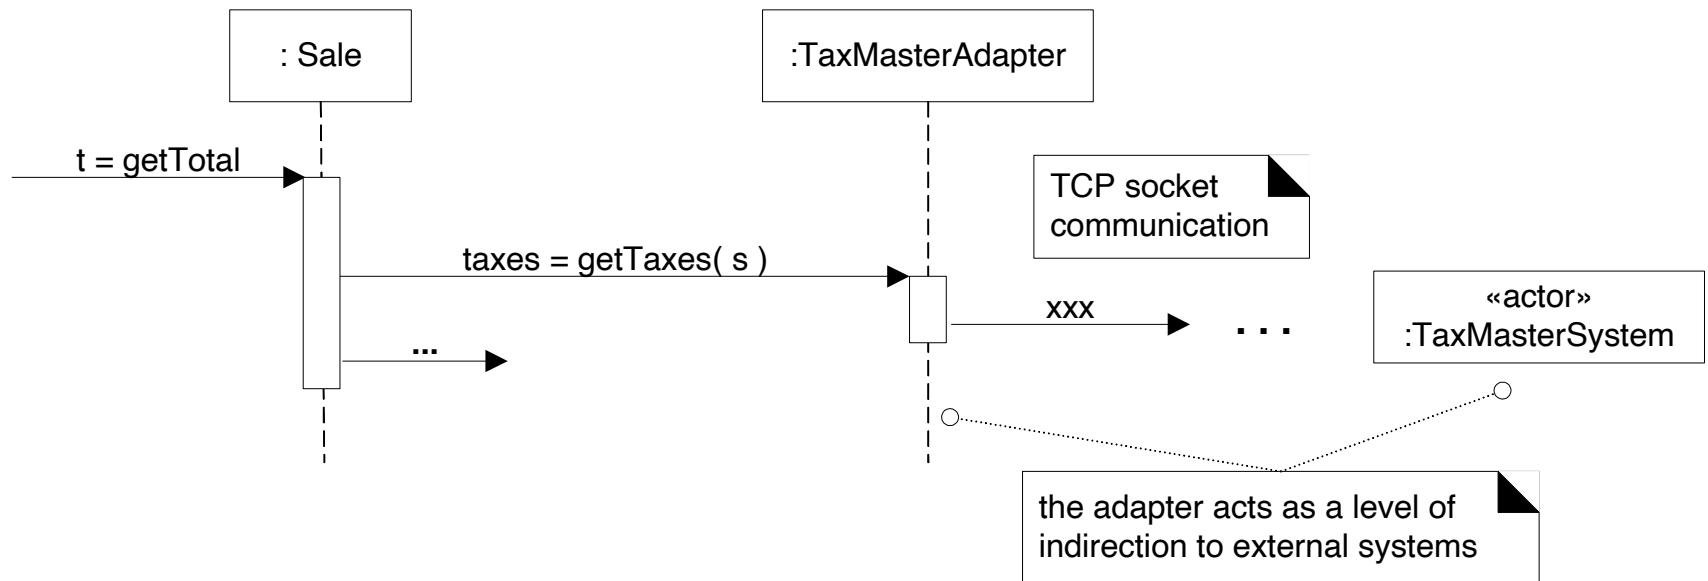 : Sale
:TaxMasterAdapter
t = getTotal
TCP socket
communication
taxes = getTaxes( s )
xxx
. . .
«actor»
:TaxMasterSystem
...
the adapter acts as a level of
indirection to external systems